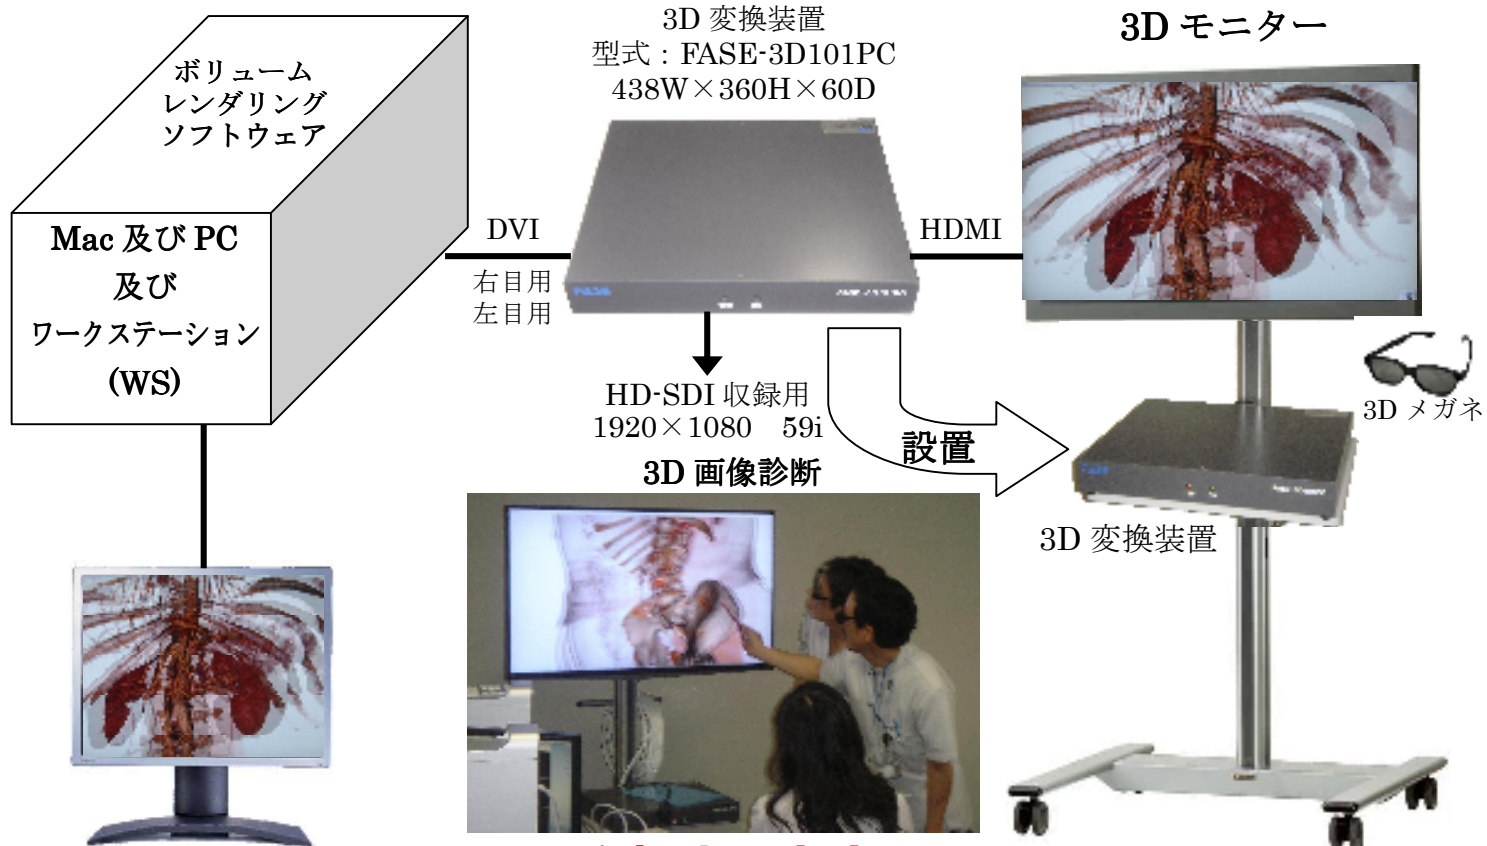 3D 変換装置
型式：FASE-3D101PC
438W×360H×60D
3D モニター
ボリューム
レンダリング
ソフトウェア
Mac 及び PC
及び
ワークステーション
(WS)
DVI
右目用
左目用
HDMI
HD-SDI 収録用
1920×1080　59i
設置
3D メガネ
3D 画像診断
3D 変換装置
FASE